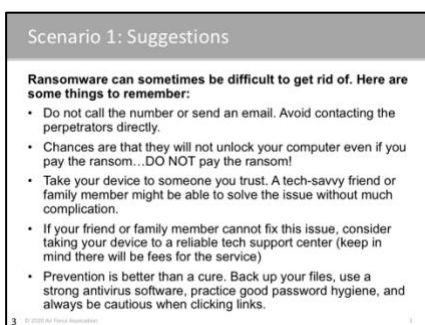 Scenario 1: Suggestions
Ransomware can sometimes be difficult to get rid of. Here are
some things to remember:
• Do not call the number or send an email. Avoid contacting the
perpetrators directly.
• Chances are that they will not unlock your computer even if you
pay the ransom…DO NOT pay the ransom!
• Take your device to someone you trust. A tech-savvy friend or
family member might be able to solve the issue without much
complication.
• If your friend or family member cannot fix this issue, consider
taking your device to a reliable tech support center (keep in
mind there will be fees for the service)
• Prevention is better than a cure. Back up your files, use a
strong antivirus software, practice good password hygiene, and
always be cautious when clicking links.
3 © 2020 Air Force Association 3